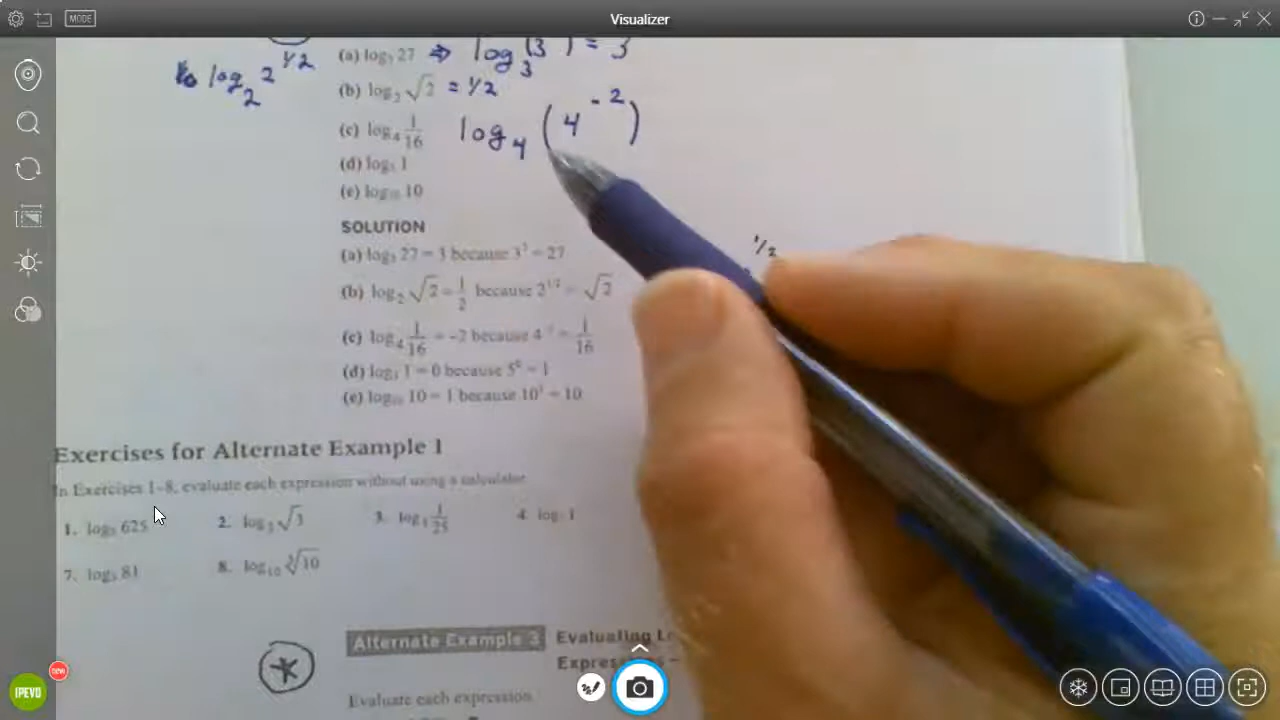 MODE Visualizer
(a) log₃ 27 ⇒ log₃ (3 ) = 3
log₂ 2^1/2
(b) log₂ √2 = 1/2
(c) log₄ 1/16 log₄ (4^-2)
(d) log₅ 1
(e) log₁₀ 10
SOLUTION
1/2
(a) log₃ 27 = 3 because 3³ = 27
(b) log₂ √2 = 1/2 because 2^1/2 = √2
(c) log₄ 1/16 = -2 because 4^-2 = 1/16
(d) log₅ 1 = 0 because 5⁰ = 1
(e) log₁₀ 10 = 1 because 10¹ = 10
Exercises for Alternate Example 1
In Exercises 1–8, evaluate each expression without using a calculator
1. log₅ 625 2. log₃ √3 3. log₅ 1/25 4. log 1
7. log₃ 81 8. log₁₀ ∛10
Alternate Example 3 Evaluating
Expressions –
Evaluate each expression.
IPEVO